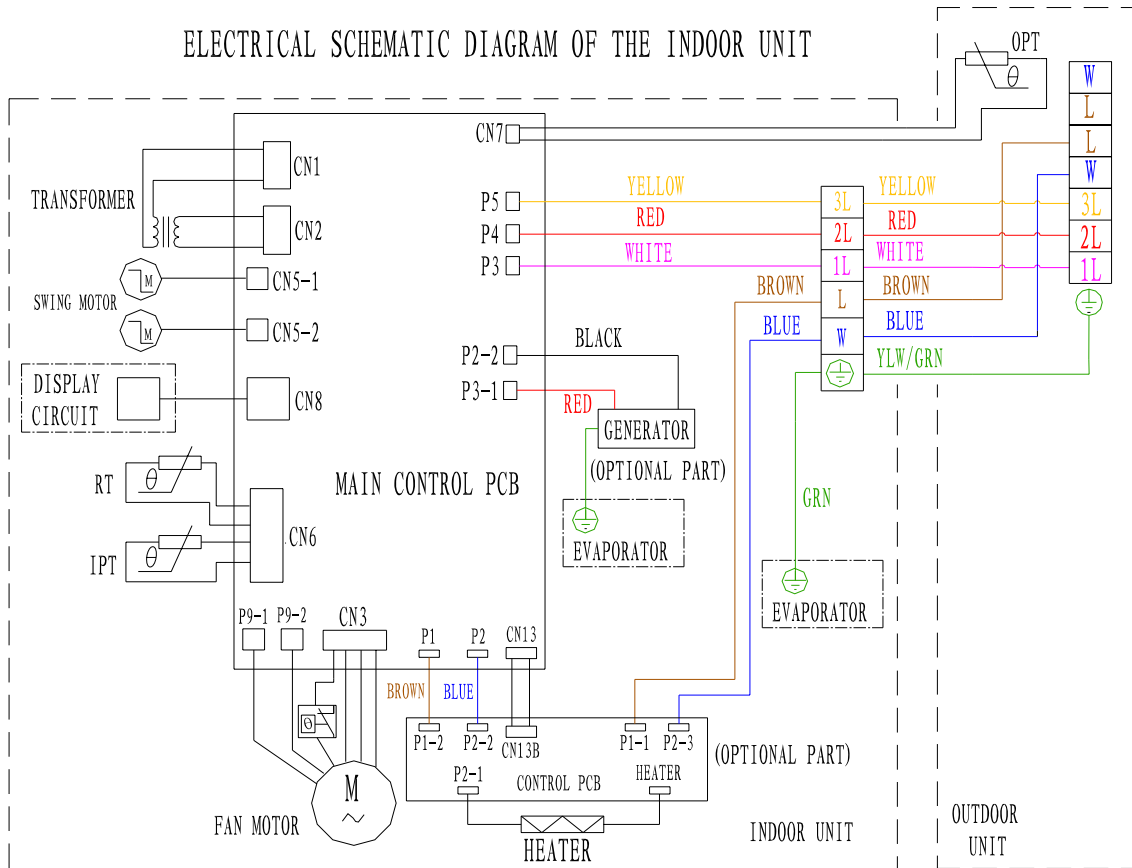 ELECTRICAL SCHEMATIC DIAGRAM OF THE INDOOR UNIT
OPT
θ
W
L
L
W
3L
2L
1L
CN7
CN1
TRANSFORMER
CN2
P5
YELLOW
3L
YELLOW
P4
RED
2L
RED
P3
WHITE
1L
WHITE
M
CN5-1
BROWN
L
BROWN
SWING MOTOR
M
CN5-2
BLUE
W
BLUE
YLW/GRN
P2-2
BLACK
P3-1
RED
DISPLAY
CIRCUIT
CN8
GENERATOR
(OPTIONAL PART)
RT
θ
MAIN CONTROL PCB
GRN
CN6
IPT
θ
EVAPORATOR
EVAPORATOR
P9-1
P9-2
CN3
P1
P2
CN13
BROWN
BLUE
θ
P1-2
P2-2
CN13B
P1-1
P2-3
(OPTIONAL PART)
P2-1
CONTROL PCB
HEATER
M
~
FAN MOTOR
HEATER
INDOOR UNIT
OUTDOOR
UNIT